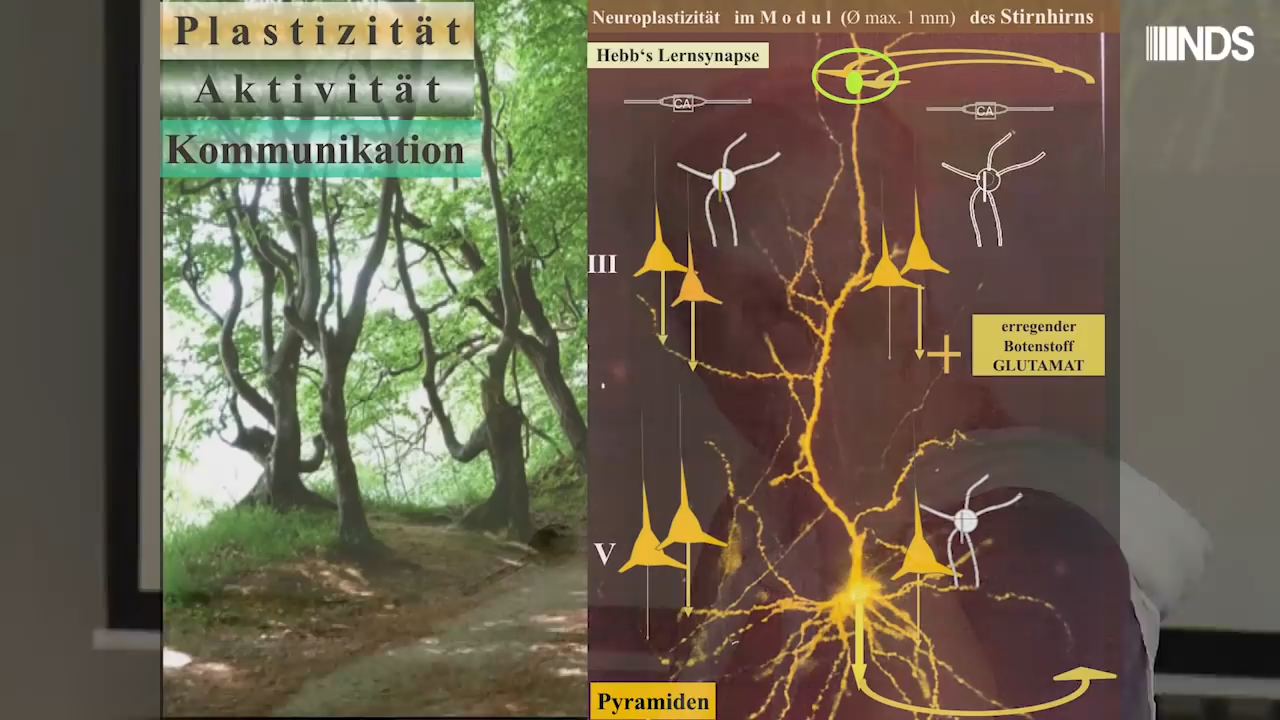 Plastizität
Aktivität
Kommunikation
Neuroplastizität im Modul (Ø max. 1 mm) des Stirnhirns
Hebb‘s Lernsynapse
NDS
CA
CA
III
erregender
Botenstoff
GLUTAMAT
V
Pyramiden